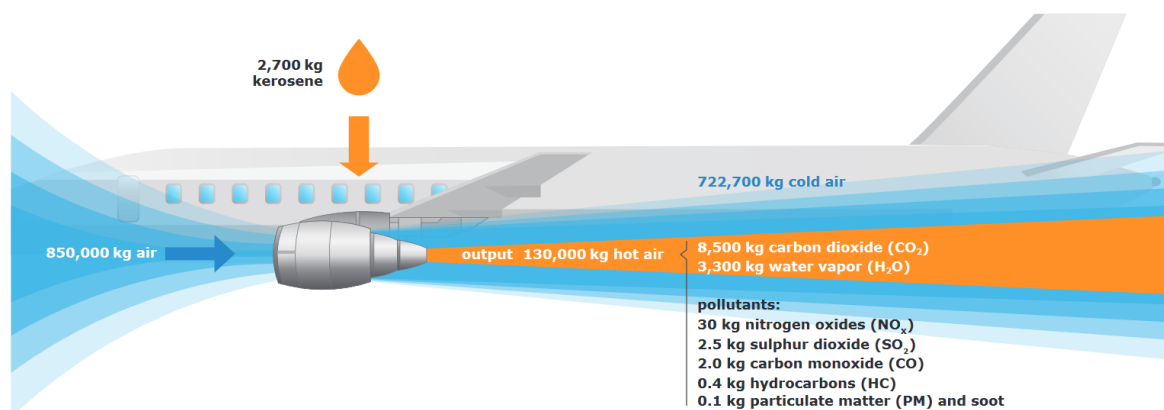 2,700 kg
kerosene
722,700 kg cold air
850,000 kg air
output 130,000 kg hot air
8,500 kg carbon dioxide (CO₂)
3,300 kg water vapor (H₂O)
pollutants:
30 kg nitrogen oxides (NOₓ)
2.5 kg sulphur dioxide (SO₂)
2.0 kg carbon monoxide (CO)
0.4 kg hydrocarbons (HC)
0.1 kg particulate matter (PM) and soot